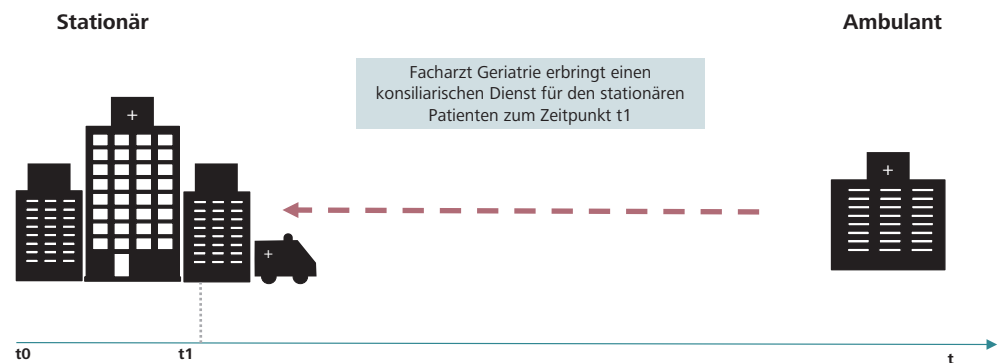 Stationär
Ambulant
Facharzt Geriatrie erbringt einen
konsiliarischen Dienst für den stationären
Patienten zum Zeitpunkt t1
t0
t1
t